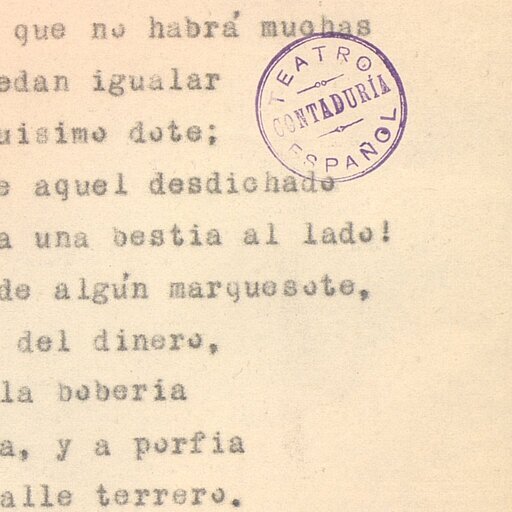 que no habrá muchas
edan igualar
uisimo dote;
e aquel desdichado
a una bestia al lado!
de algún marquesote,
del dinero,
la bobería
a, y a porfia
alle terrero.
TEATRO
CONTADURÍA
ESPAÑOL